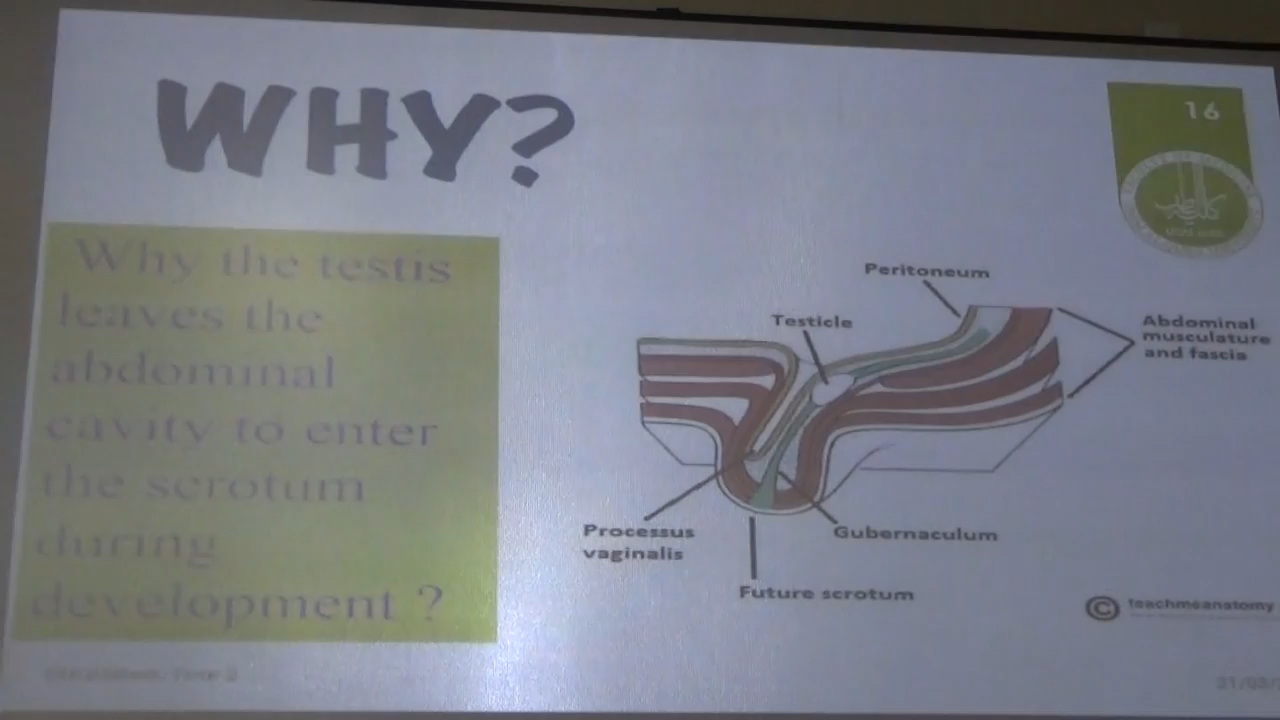 WHY?
16
Why the testis
leaves the
abdominal
cavity to enter
the scrotum
during
development ?
Peritoneum
Testicle
Abdominal
musculature
and fascia
Processus
vaginalis
Gubernaculum
Future scrotum
© teachmeanatomy